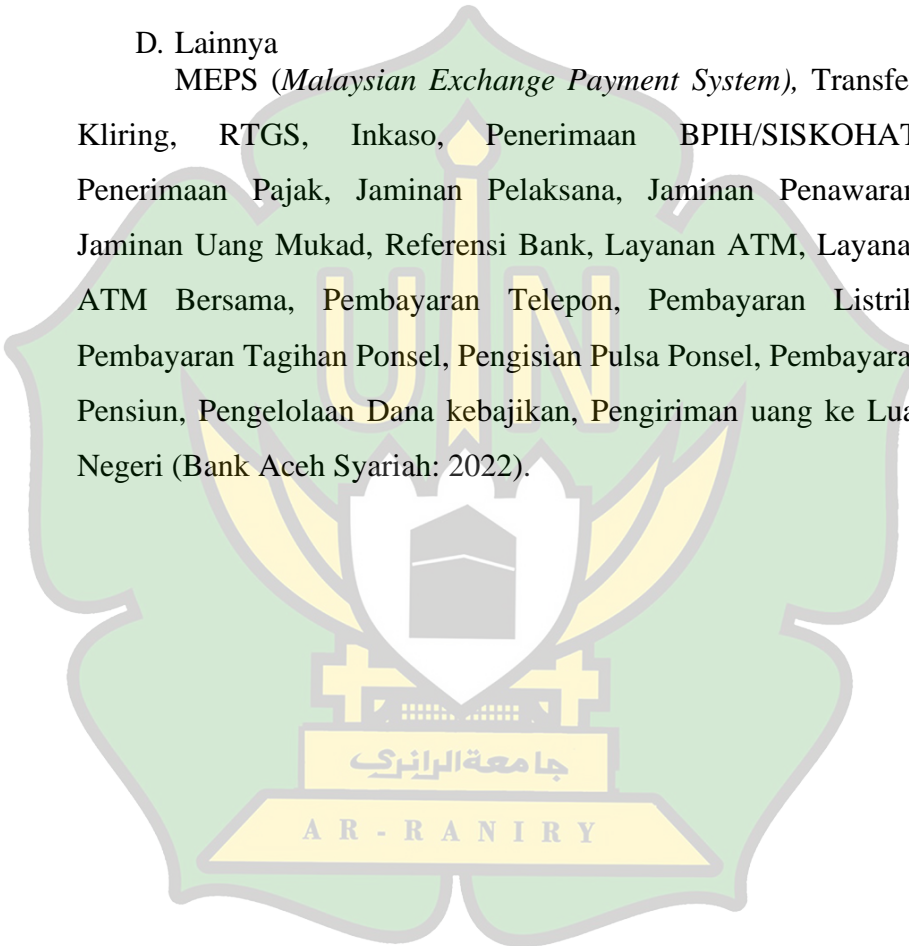 D. Lainnya
MEPS (Malaysian Exchange Payment System), Transfe
Kliring, RTGS, Inkaso, Penerimaan BPIH/SISKOHAT
Penerimaan Pajak, Jaminan Pelaksana, Jaminan Penawaran
Jaminan Uang Mukad, Referensi Bank, Layanan ATM, Layana
ATM Bersama, Pembayaran Telepon, Pembayaran Listrik
Pembayaran Tagihan Ponsel, Pengisian Pulsa Ponsel, Pembayara
Pensiun, Pengelolaan Dana kebajikan, Pengiriman uang ke Lua
Negeri (Bank Aceh Syariah: 2022).
UIN
جامعةالرانري
AR-RANIRY